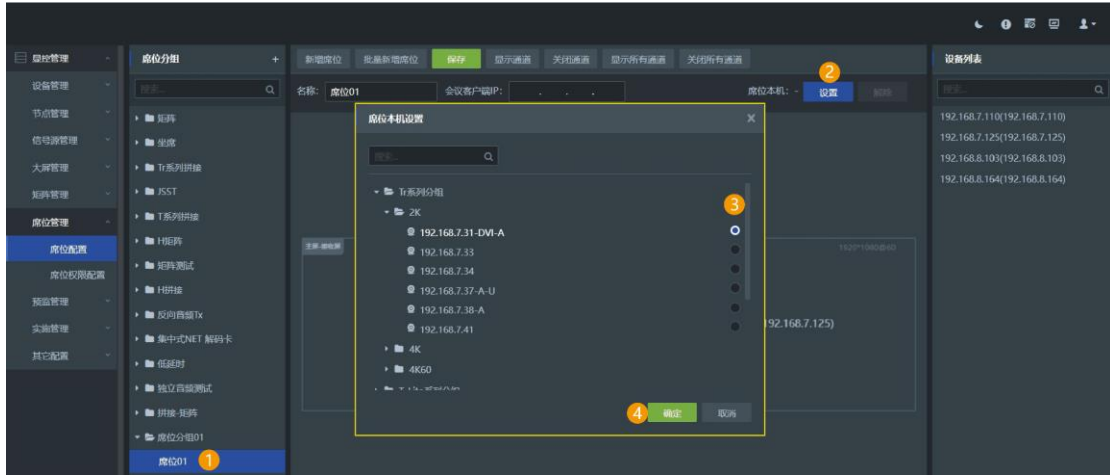 显控管理
设备管理
节点管理
信号源管理
大屏管理
矩阵管理
席位管理
席位配置
席位权限配置
预监管理
实施管理
其它配置
席位分组 +
搜索...
矩阵
坐席
Tr系列拼接
JSST
T系列拼接
H矩阵
矩阵测试
H拼接
反向音频Tx
集中式NET 解码卡
低延时
独立音频测试
拼接-矩阵
席位分组01
席位01 1
新增席位 批量新增席位 保存 显示通道 关闭通道 显示所有通道 关闭所有通道
2
名称: 席位01 会议客户端IP: . . . 席位本机: - 设置 解除
席位本机设置 X
搜索...
Tr系列分组
2K 3
192.168.7.31-DVI-A
192.168.7.33
192.168.7.34
192.168.7.37-A-U
192.168.7.38-A
192.168.7.41
4K
4K60
4 确定 取消
1920*1080@60
92.168.7.125)
设备列表
搜索...
192.168.7.110(192.168.7.110)
192.168.7.125(192.168.7.125)
192.168.8.103(192.168.8.103)
192.168.8.164(192.168.8.164)